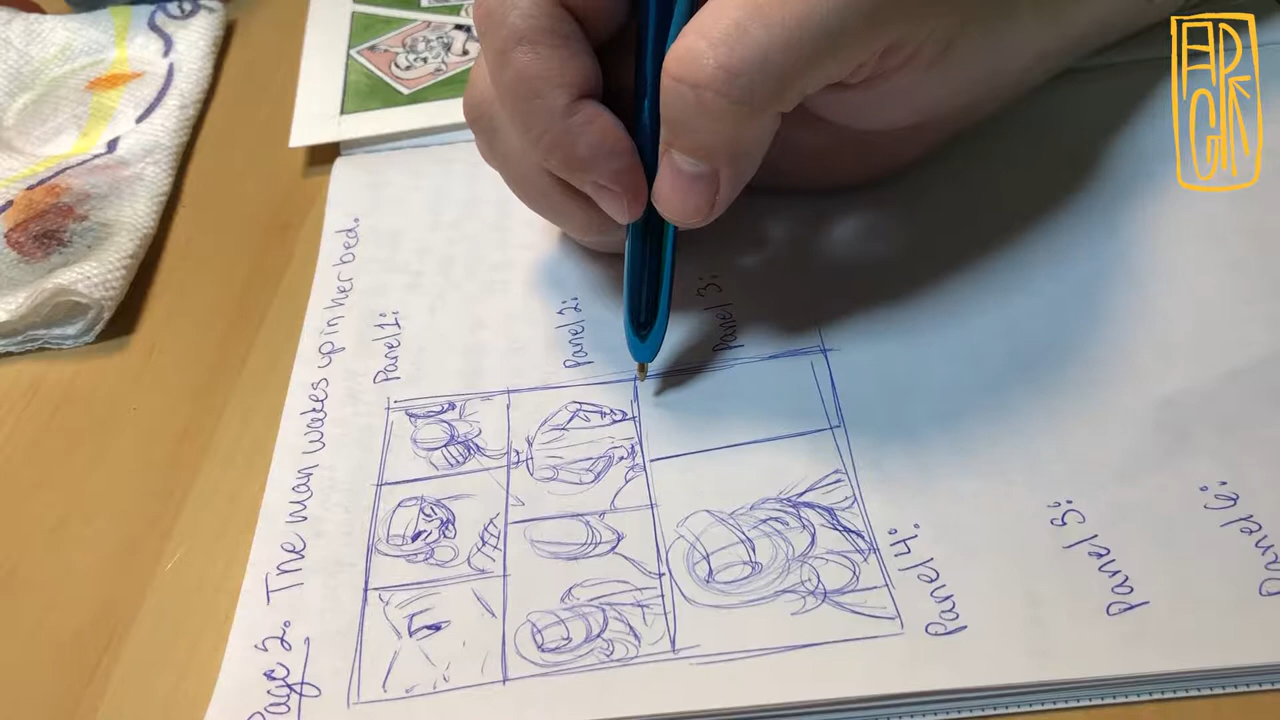 Page 2. The man wakes up in her bed.
Panel 1:
Panel 2:
Panel 3:
Panel 4:
Panel 5:
Panel 6: